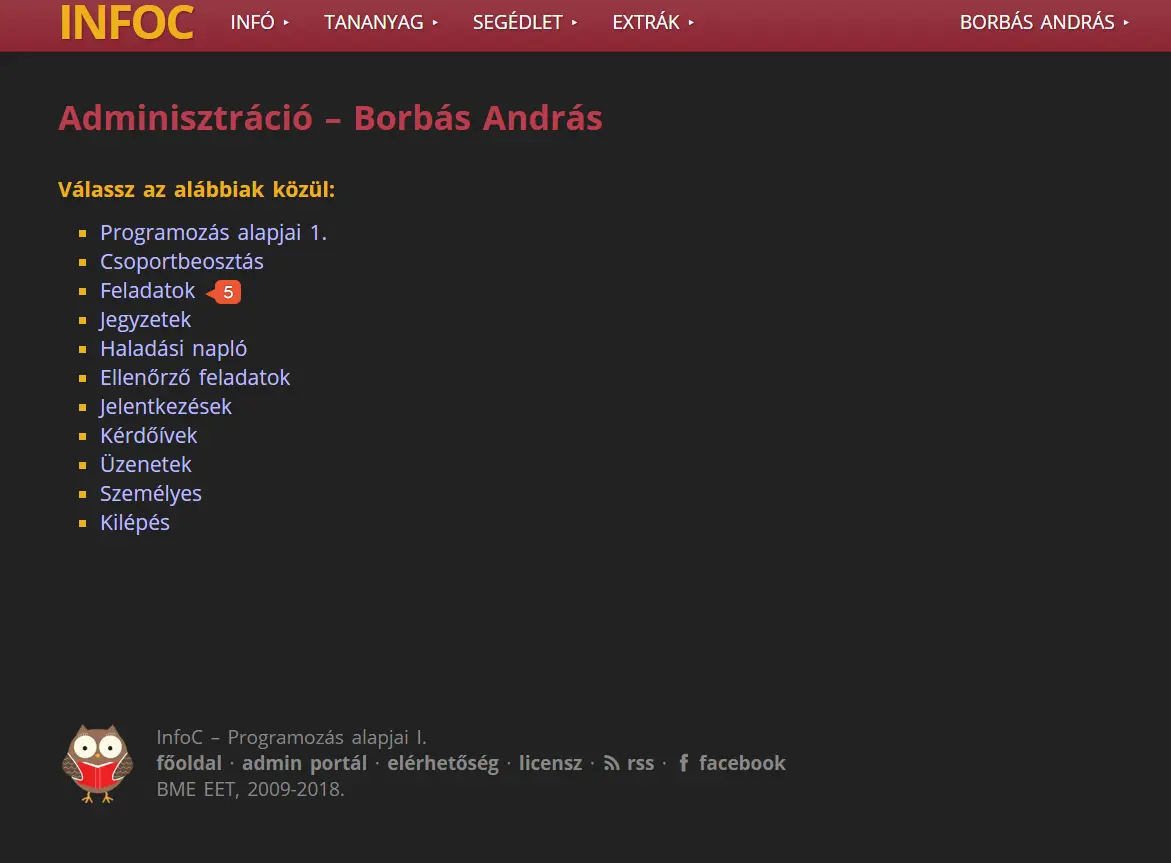 INFOC INFÓ ▸ TANANYAG ▸ SEGÉDLET ▸ EXTRÁK ▸ BORBÁS ANDRÁS ▸
Adminisztráció – Borbás András
Válassz az alábbiak közül:
Programozás alapjai 1.
Csoportbeosztás
Feladatok 5
Jegyzetek
Haladási napló
Ellenőrző feladatok
Jelentkezések
Kérdőívek
Üzenetek
Személyes
Kilépés
InfoC – Programozás alapjai I.
főoldal · admin portál · elérhetőség · licensz · rss · facebook
BME EET, 2009-2018.